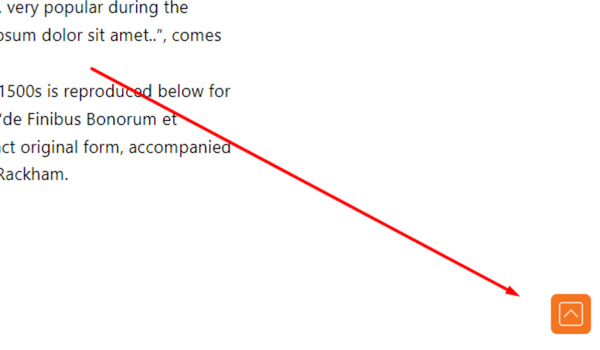 , very popular during the
psum dolor sit amet..”, comes
1500s is reproduced below for
“de Finibus Bonorum et
act original form, accompanied
Rackham.